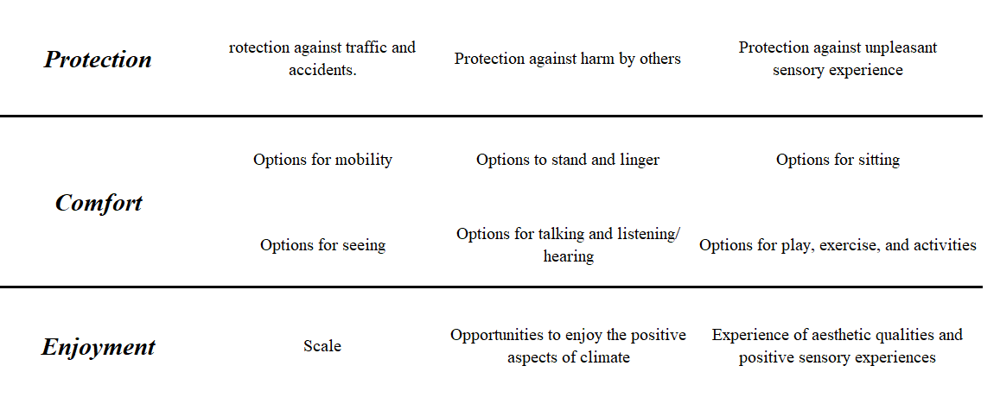 Protection
rotection against traffic and
accidents.
Protection against harm by others
Protection against unpleasant
sensory experience
Comfort
Options for mobility
Options to stand and linger
Options for sitting
Options for seeing
Options for talking and listening/
hearing
Options for play, exercise, and activities
Enjoyment
Scale
Opportunities to enjoy the positive
aspects of climate
Experience of aesthetic qualities and
positive sensory experiences